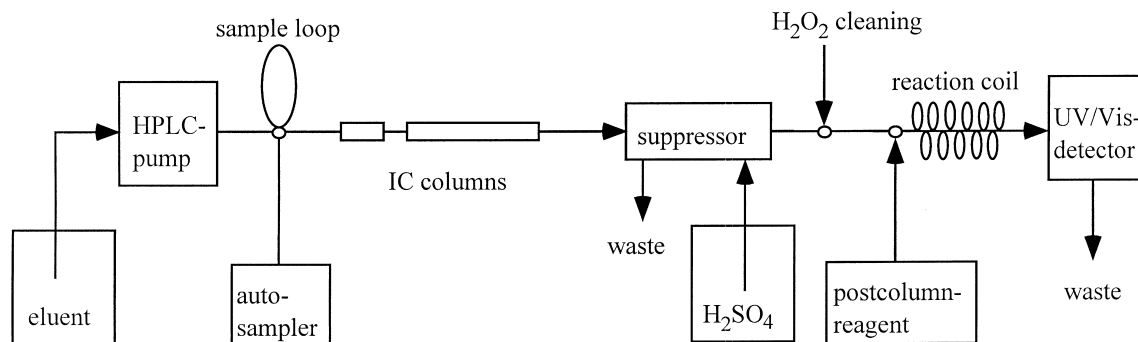 sample loop
H₂O₂ cleaning
reaction coil
HPLC-
pump
suppressor
UV/Vis-
detector
IC columns
waste
eluent
auto-
sampler
H₂SO₄
postcolumn-
reagent
waste